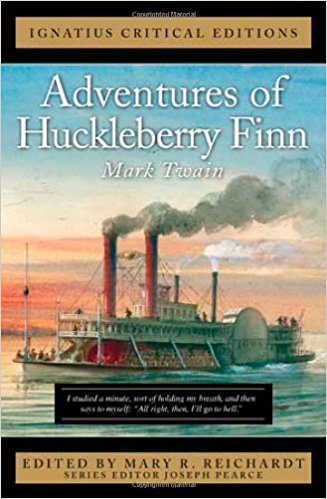 IGNATIUS CRITICAL EDITIONS
Adventures of
Huckleberry Finn
Mark Twain
I studied a minute, sort of holding my breath, and then
says to myself: "All right, then, I'll go to hell."
EDITED BY MARY R. REICHARDT
SERIES EDITOR JOSEPH PEARCE